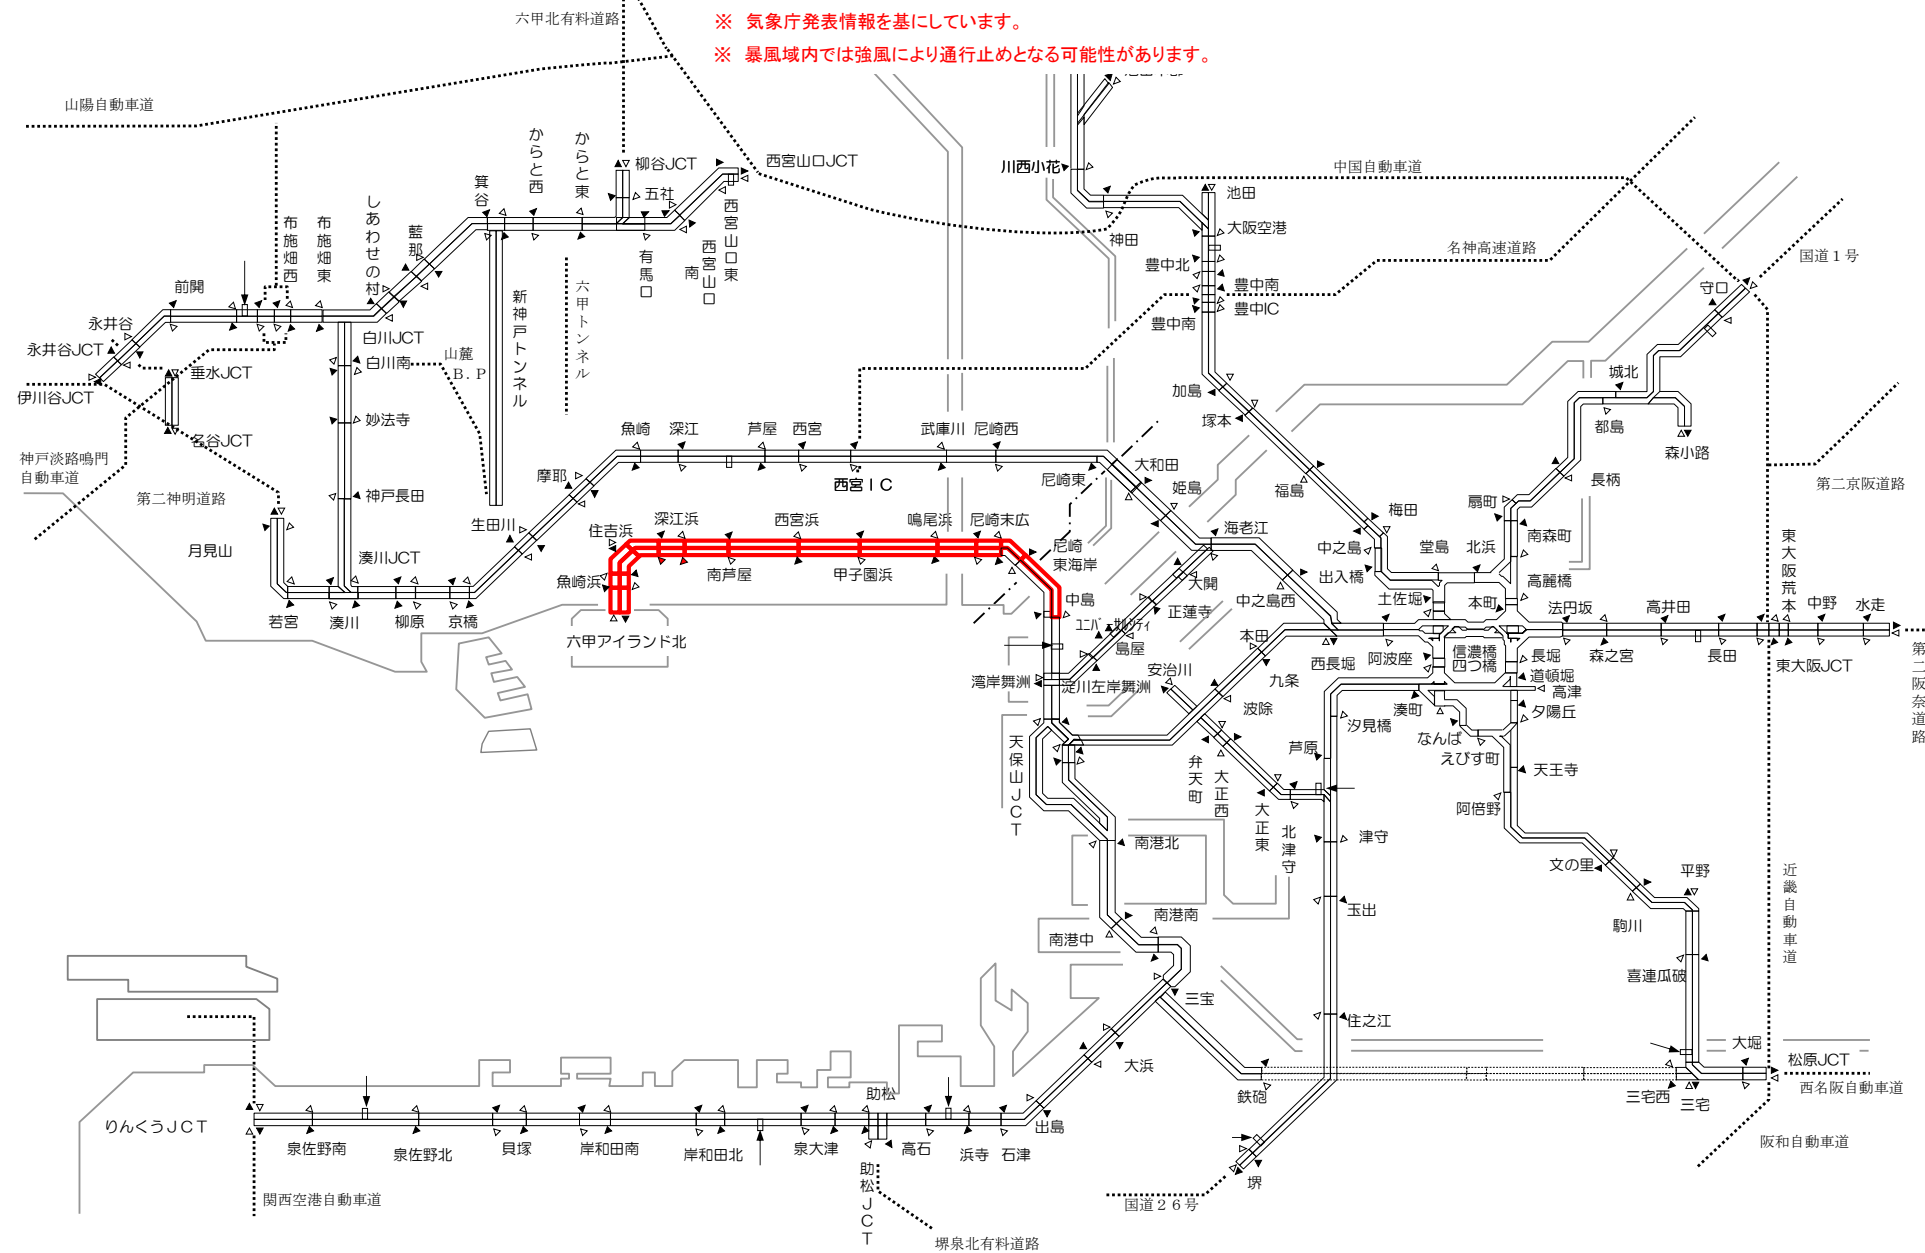 六甲北有料道路
※ 気象庁発表情報を基にしています。
※ 暴風域内では強風により通行止めとなる可能性があります。
山陽自動車道
からと西
からと東
柳谷JCT
西宮山口JCT
川西小花
中国自動車道
池田
箕谷
五社
しあわせの村
藍那
布施畑西
布施畑東
有馬口
西宮山口南
西宮山口東
神田
大阪空港
豊中北
名神高速道路
国道1号
前開
新神戸トンネル
六甲トンネル
豊中南
豊中IC
豊中南
守口
永井谷
永井谷JCT
白川JCT
白川南
山麓
B.P
垂水JCT
伊川谷JCT
加島
城北
塚本
都島
妙法寺
名谷JCT
神戸淡路鳴門
自動車道
第二神明道路
魚崎
深江
芦屋
西宮
武庫川
尼崎西
森小路
摩耶
西宮IC
尼崎東
大和田
姫島
福島
長柄
第二京阪道路
神戸長田
扇町
梅田
生田川
住吉浜
深江浜
西宮浜
鳴尾浜
尼崎末広
海老江
南森町
月見山
湊川JCT
尼崎
東海岸
中之島
堂島
北浜
東大阪荒本
魚崎浜
南芦屋
甲子園浜
大開
出入橋
高麗橋
中島
正蓮寺
中之島西
土佐堀
本町
法円坂
高井田
中野
水走
若宮
湊川
柳原
京橋
六甲アイランド北
ユニバーサルシティ
島屋
本田
西長堀
阿波座
信濃橋
四つ橋
長堀
森之宮
長田
東大阪JCT
第二阪奈道路
安治川
湾岸舞洲
淀川左岸舞洲
九条
道頓堀
高津
波除
湊町
夕陽丘
汐見橋
なんば
えびす町
天保山JCT
芦原
弁天町
大正西
天王寺
大正東
北津守
阿倍野
南港北
津守
文の里
平野
近畿自動車道
南港南
玉出
駒川
南港中
喜連瓜破
三宝
住之江
大浜
大堀
松原JCT
西名阪自動車道
鉄砲
三宅西
三宅
助松
りんくうJCT
出島
泉佐野南
泉佐野北
貝塚
岸和田南
岸和田北
泉大津
高石
浜寺
石津
阪和自動車道
助松JCT
堺
関西空港自動車道
国道26号
堺泉北有料道路